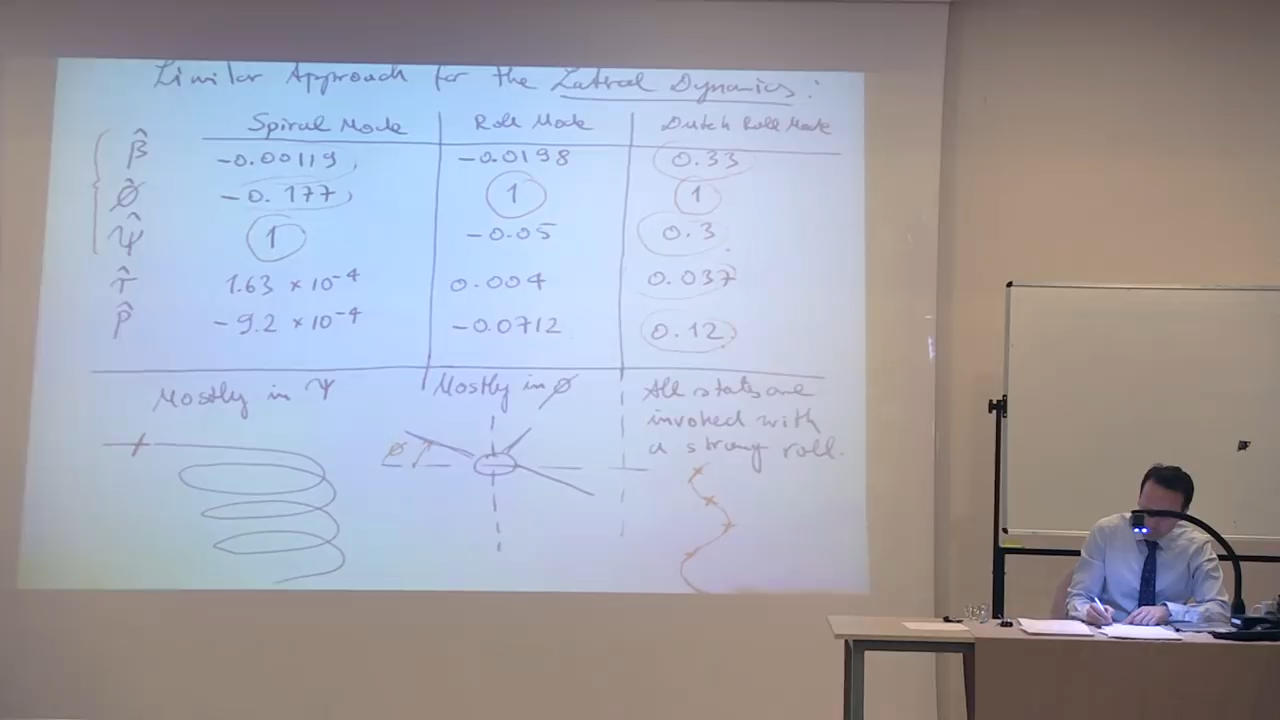 Similar Approach for the Lateral Dynamics:
Spiral Mode Roll Mode Dutch Roll Mode
β̂ -0.00119, -0.0198 0.33
φ̂ -0.177, 1 1
ψ̂ 1 -0.05 0.3
r̂ 1.63 × 10⁻⁴ 0.004 0.037
p̂ -9.2 × 10⁻⁴ -0.0712 0.12
Mostly in ψ Mostly in φ All states are
invoked with
a strong roll.
φ